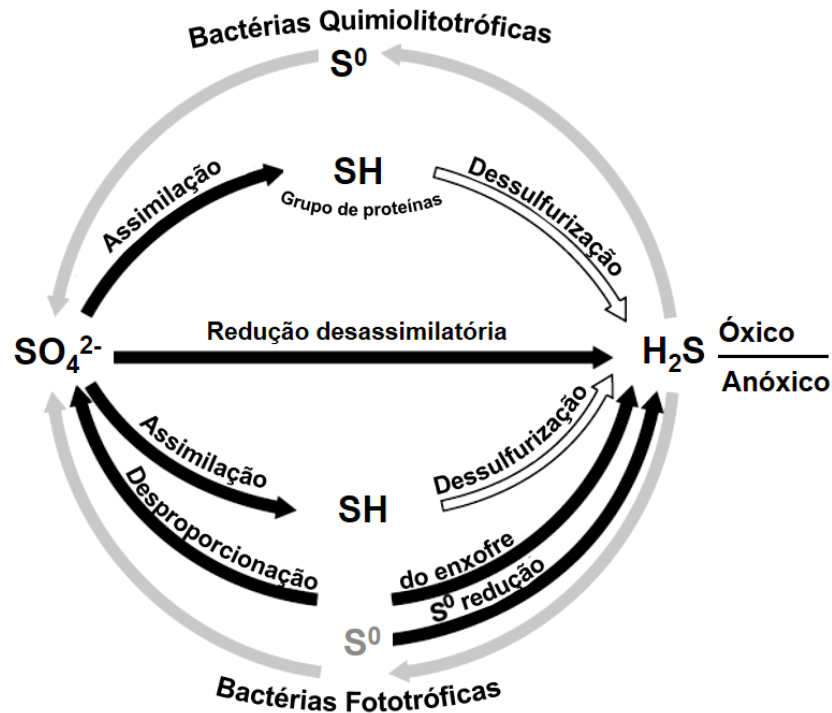 Bactérias Quimiolitotróficas
S⁰
Assimilação
SH
Grupo de proteínas
Dessulfurização
Redução desassimilatória
SO₄²⁻
H₂S
Óxico
Anóxico
Assimilação
Dessulfurização
Desproporcionação
SH
do enxofre
S⁰ redução
S⁰
Bactérias Fototróficas